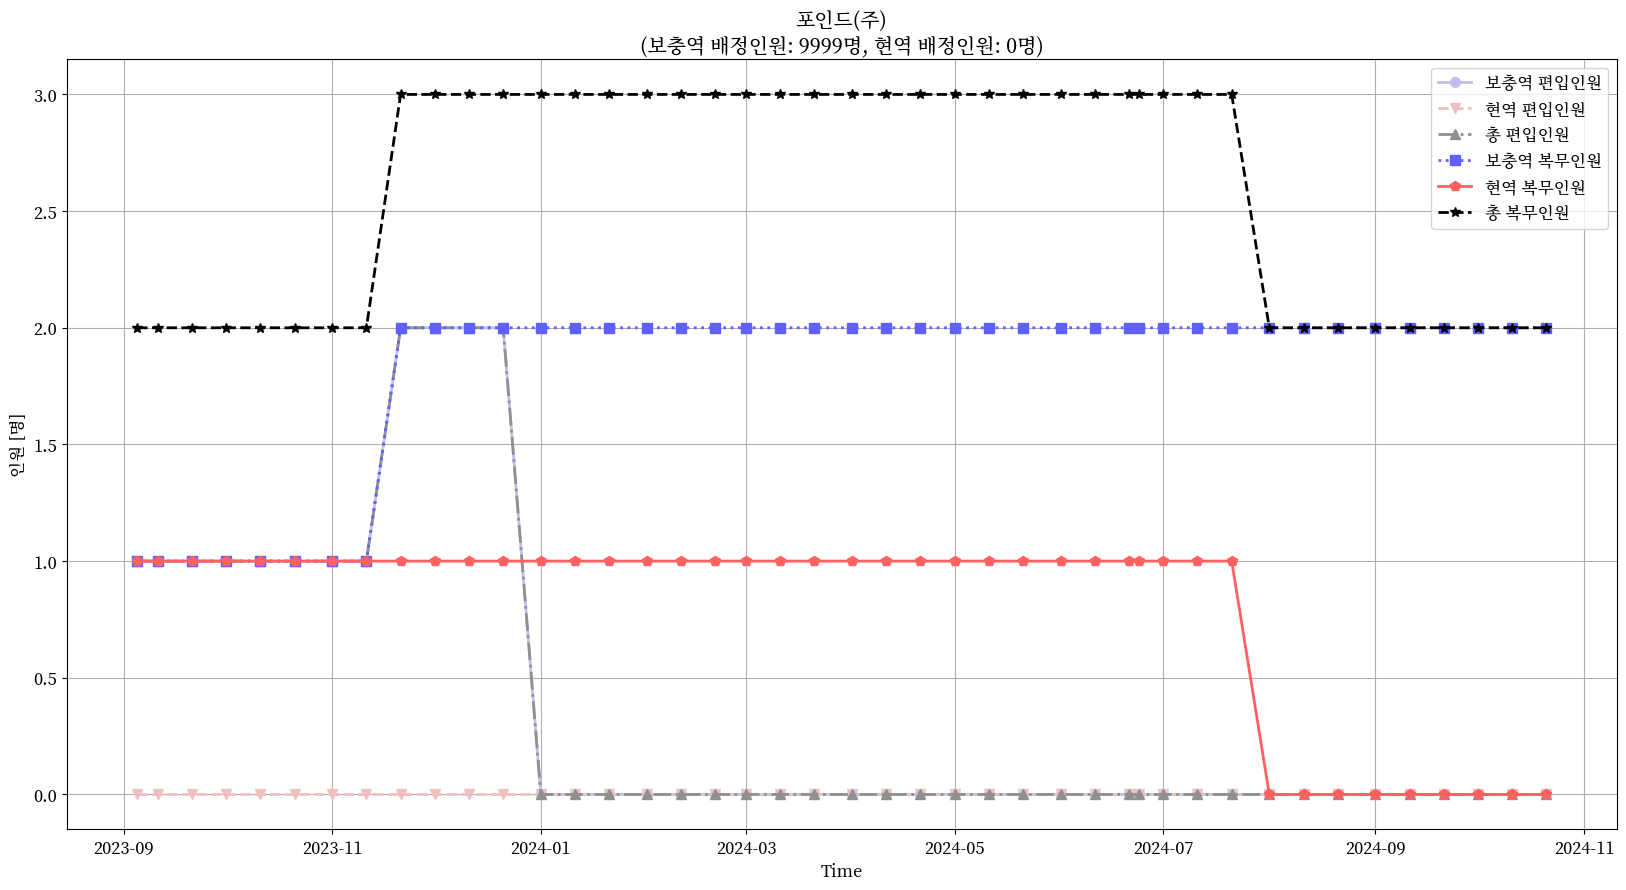 포인드(주)
(보충역 배정인원: 9999명, 현역 배정인원: 0명)
보충역 편입인원
현역 편입인원
총 편입인원
보충역 복무인원
현역 복무인원
총 복무인원
3.0
2.5
2.0
1.5
1.0
0.5
0.0
인원 [명]
2023-09
2023-11
2024-01
2024-03
2024-05
2024-07
2024-09
2024-11
Time